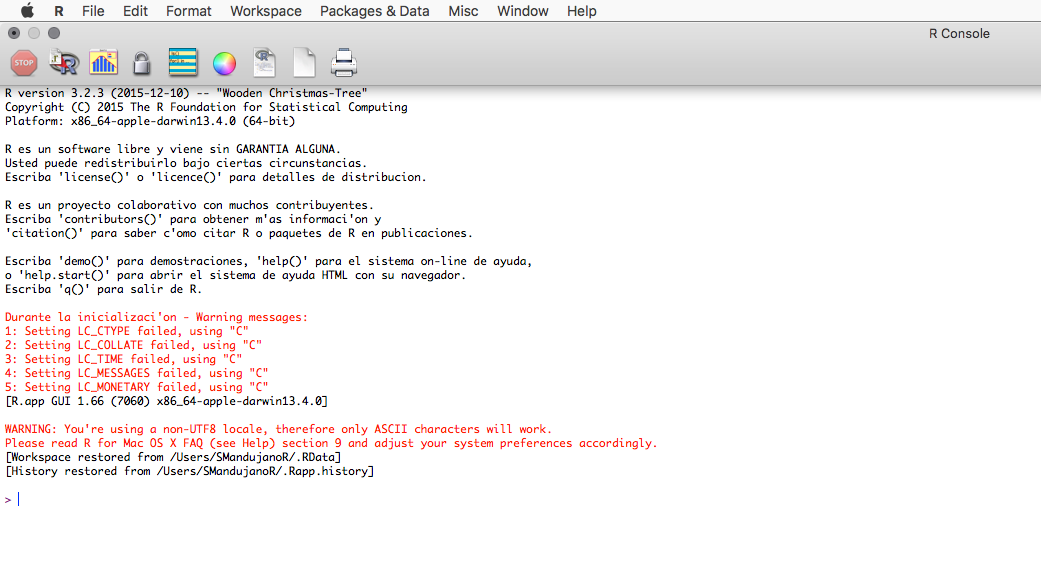 R File Edit Format Workspace Packages & Data Misc Window Help
R Console
STOP
R version 3.2.3 (2015-12-10) -- "Wooden Christmas-Tree"
Copyright (C) 2015 The R Foundation for Statistical Computing
Platform: x86_64-apple-darwin13.4.0 (64-bit)
R es un software libre y viene sin GARANTIA ALGUNA.
Usted puede redistribuirlo bajo ciertas circunstancias.
Escriba 'license()' o 'licence()' para detalles de distribucion.
R es un proyecto colaborativo con muchos contribuyentes.
Escriba 'contributors()' para obtener m'as informaci'on y
'citation()' para saber c'omo citar R o paquetes de R en publicaciones.
Escriba 'demo()' para demostraciones, 'help()' para el sistema on-line de ayuda,
o 'help.start()' para abrir el sistema de ayuda HTML con su navegador.
Escriba 'q()' para salir de R.
Durante la inicializaci'on - Warning messages:
1: Setting LC_CTYPE failed, using "C"
2: Setting LC_COLLATE failed, using "C"
3: Setting LC_TIME failed, using "C"
4: Setting LC_MESSAGES failed, using "C"
5: Setting LC_MONETARY failed, using "C"
[R.app GUI 1.66 (7060) x86_64-apple-darwin13.4.0]
WARNING: You're using a non-UTF8 locale, therefore only ASCII characters will work.
Please read R for Mac OS X FAQ (see Help) section 9 and adjust your system preferences accordingly.
[Workspace restored from /Users/SMandujanoR/.RData]
[History restored from /Users/SMandujanoR/.Rapp.history]
>